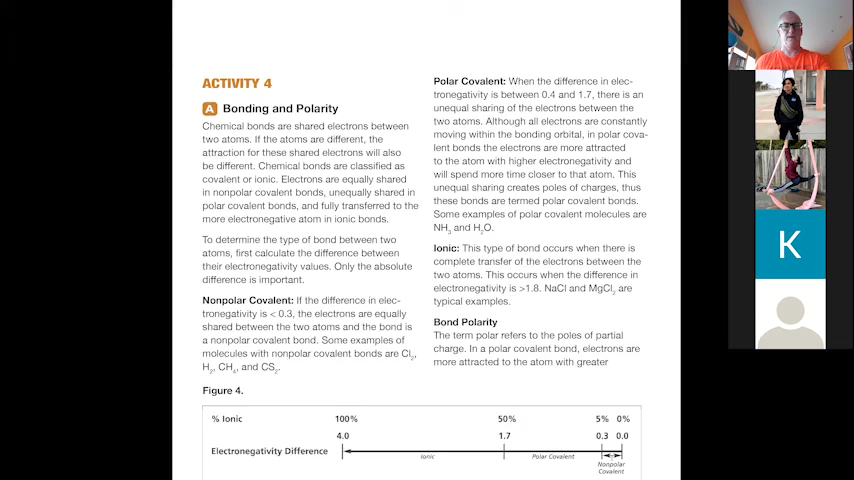 ACTIVITY 4
A Bonding and Polarity
Chemical bonds are shared electrons between
two atoms. If the atoms are different, the
attraction for these shared electrons will also
be different. Chemical bonds are classified as
covalent or ionic. Electrons are equally shared
in nonpolar covalent bonds, unequally shared in
polar covalent bonds, and fully transferred to the
more electronegative atom in ionic bonds.
To determine the type of bond between two
atoms, first calculate the difference between
their electronegativity values. Only the absolute
difference is important.
Nonpolar Covalent: If the difference in elec-
tronegativity is < 0.3, the electrons are equally
shared between the two atoms and the bond is
a nonpolar covalent bond. Some examples of
molecules with nonpolar covalent bonds are Cl₂,
H₂, CH₄, and CS₂.
Polar Covalent: When the difference in elec-
tronegativity is between 0.4 and 1.7, there is an
unequal sharing of the electrons between the
two atoms. Although all electrons are constantly
moving within the bonding orbital, in polar cova-
lent bonds the electrons are more attracted
to the atom with higher electronegativity and
will spend more time closer to that atom. This
unequal sharing creates poles of charges, thus
these bonds are termed polar covalent bonds.
Some examples of polar covalent molecules are
NH₃ and H₂O.
Ionic: This type of bond occurs when there is
complete transfer of the electrons between the
two atoms. This occurs when the difference in
electronegativity is >1.8. NaCl and MgCl₂ are
typical examples.
Bond Polarity
The term polar refers to the poles of partial
charge. In a polar covalent bond, electrons are
more attracted to the atom with greater
Figure 4.
% Ionic 100% 50% 5% 0%
4.0 1.7 0.3 0.0
Electronegativity Difference
Ionic Polar Covalent
Nonpolar
Covalent
K